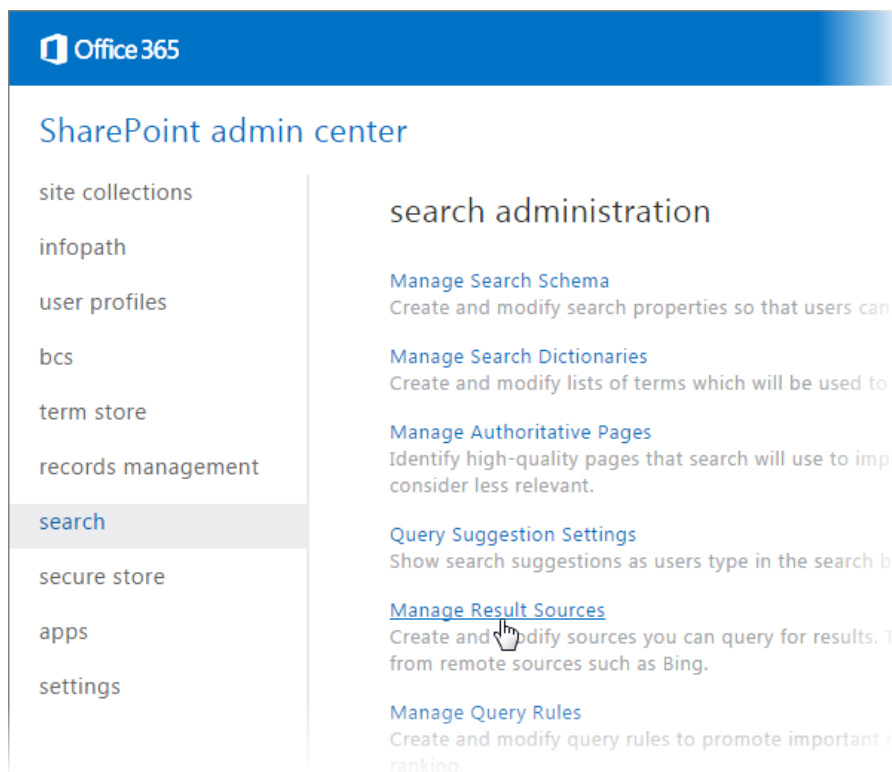 Office 365
SharePoint admin center
site collections
infopath
user profiles
bcs
term store
records management
search
secure store
apps
settings
search administration
Manage Search Schema
Create and modify search properties so that users can
Manage Search Dictionaries
Create and modify lists of terms which will be used to
Manage Authoritative Pages
Identify high-quality pages that search will use to imp
consider less relevant.
Query Suggestion Settings
Show search suggestions as users type in the search b
Manage Result Sources
Create and modify sources you can query for results. T
from remote sources such as Bing.
Manage Query Rules
Create and modify query rules to promote important
ranking.